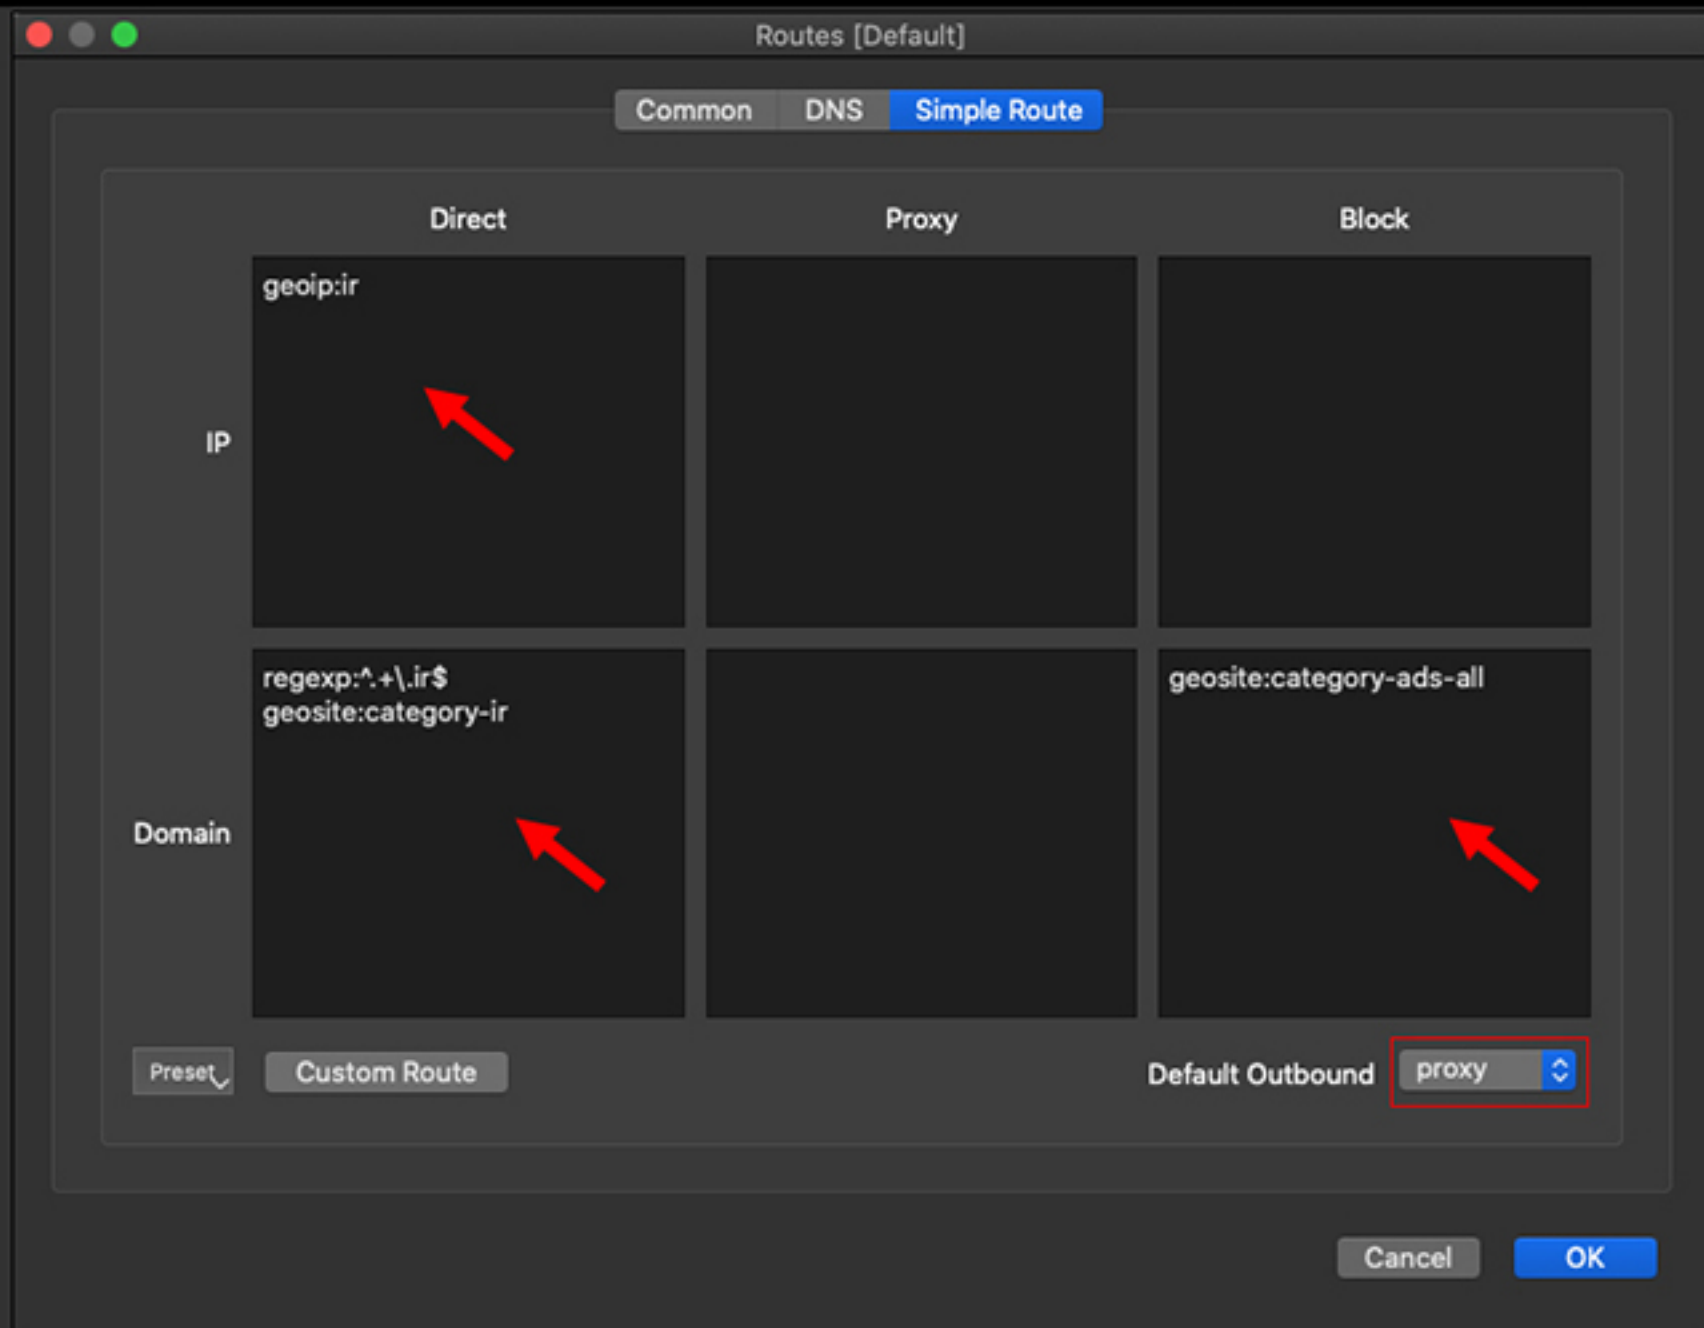 Routes [Default]
Common
DNS
Simple Route
Direct
Proxy
Block
IP
geoip:ir
Domain
regexp:^.+\.ir$
geosite:category-ir
geosite:category-ads-all
Preset
Custom Route
Default Outbound
proxy
Cancel
OK